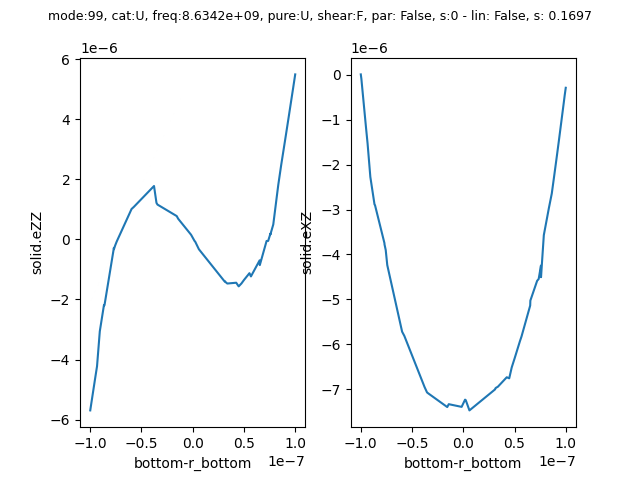 mode:99, cat:U, freq:8.6342e+09, pure:U, shear:F, par: False, s:0 - lin: False, s: 0.1697
1e−6
6
4
2
0
−2
−4
−6
solid.eZZ
−1.0
−0.5
0.0
0.5
1.0
bottom-r_bottom
1e−7
1e−6
0
−1
−2
−3
−4
−5
−6
−7
solid.eXZ
−1.0
−0.5
0.0
0.5
1.0
bottom-r_bottom
1e−7